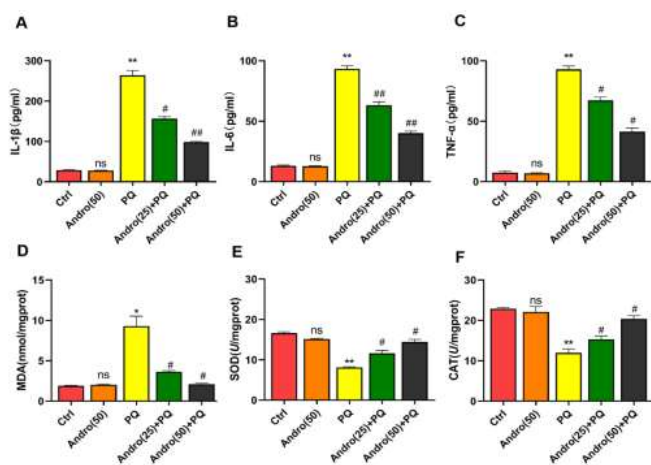 A
IL-1β (pg/ml)
300
200
100
0
**
#
##
ns
Ctrl
Andro(50)
PQ
Andro(25)+PQ
Andro(50)+PQ
B
IL-6 (pg/ml)
100
50
0
**
##
##
ns
Ctrl
Andro(50)
PQ
Andro(25)+PQ
Andro(50)+PQ
C
TNF-α (pg/ml)
100
50
0
**
#
#
ns
Ctrl
Andro(50)
PQ
Andro(25)+PQ
Andro(50)+PQ
D
MDA(nmol/mgprot)
15
10
5
0
*
#
#
ns
Ctrl
Andro(50)
PQ
Andro(25)+PQ
Andro(50)+PQ
E
SOD(U/mgprot)
30
20
10
0
ns
**
#
#
Ctrl
Andro(50)
PQ
Andro(25)+PQ
Andro(50)+PQ
F
CAT(U/mgprot)
30
20
10
0
ns
**
#
#
Ctrl
Andro(50)
PQ
Andro(25)+PQ
Andro(50)+PQ